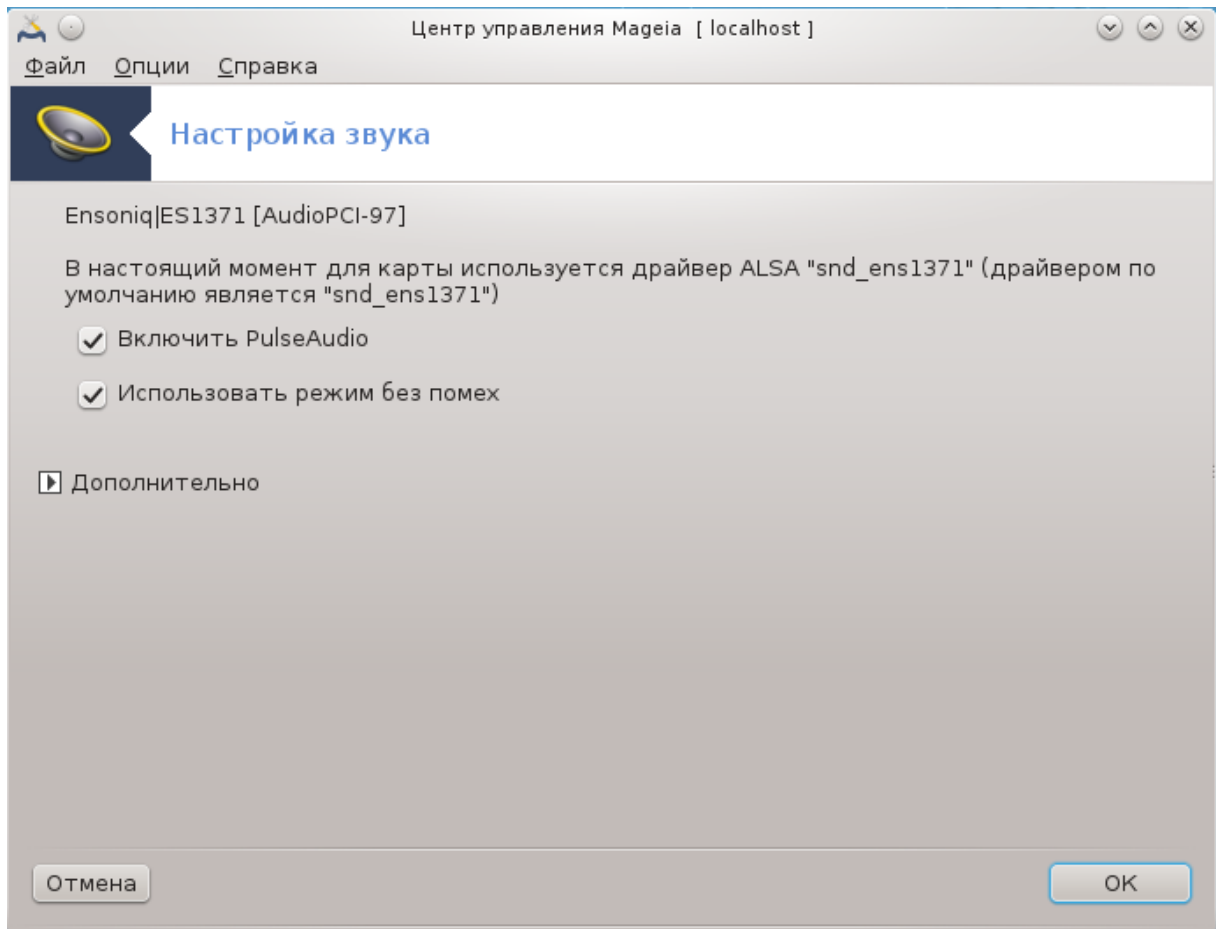 Центр управления Mageia [ localhost ]
Файл Опции Справка
Настройка звука
Ensoniq|ES1371 [AudioPCI-97]
В настоящий момент для карты используется драйвер ALSA "snd_ens1371" (драйвером по
умолчанию является "snd_ens1371")
Включить PulseAudio
Использовать режим без помех
Дополнительно
Отмена
OK